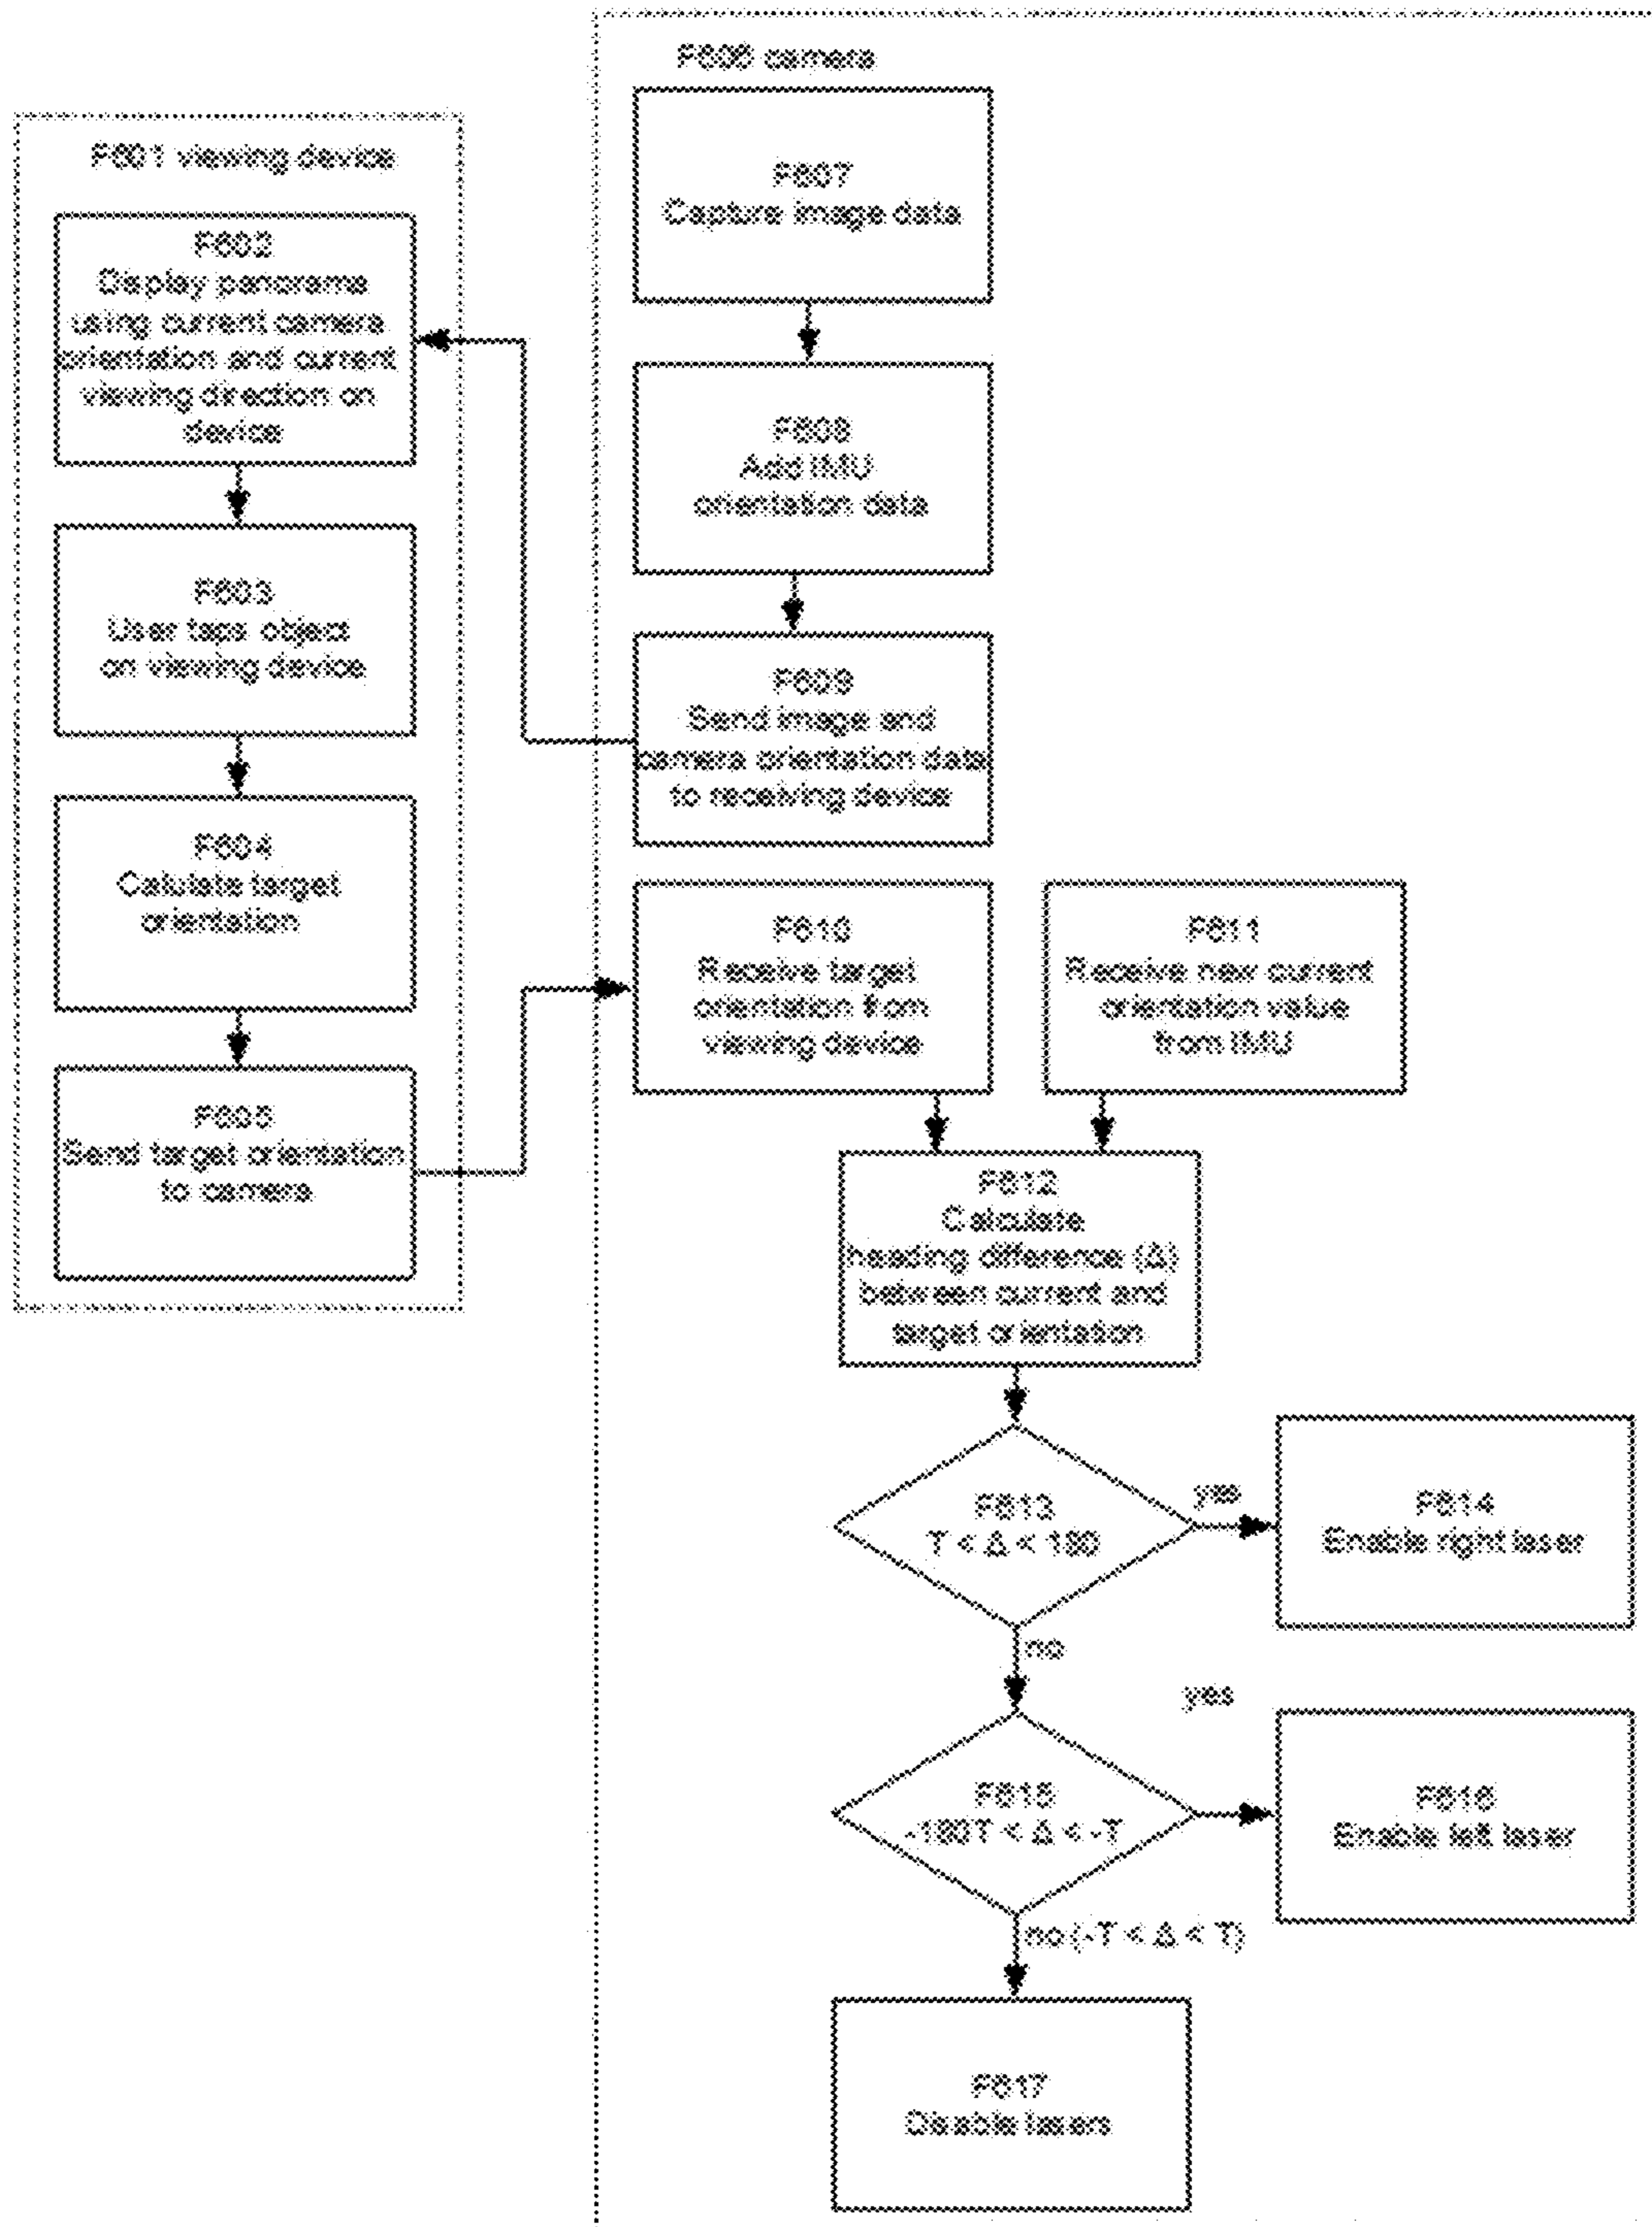 F606 camera
F601 viewing device
F602
Display panorama
using current camera
orientation and current
viewing direction on
device
F603
User taps object
on viewing device
F604
Calulate target
orientation
F605
Send target orientation
to camera
F607
Capture image data
F608
Add IMU
orientation data
F609
Send image and
camera orientation data
to receiving device
F610
Receive target
orientation from
viewing device
F611
Receive new current
orientation value
from IMU
F612
Calculate
heading difference (Δ)
between current and
target orientation
F613
T < Δ < 180
yes
F614
Enable right laser
no
yes
F615
-180T < Δ < -T
F616
Enable left laser
no (-T < Δ < T)
F617
Disable lasers